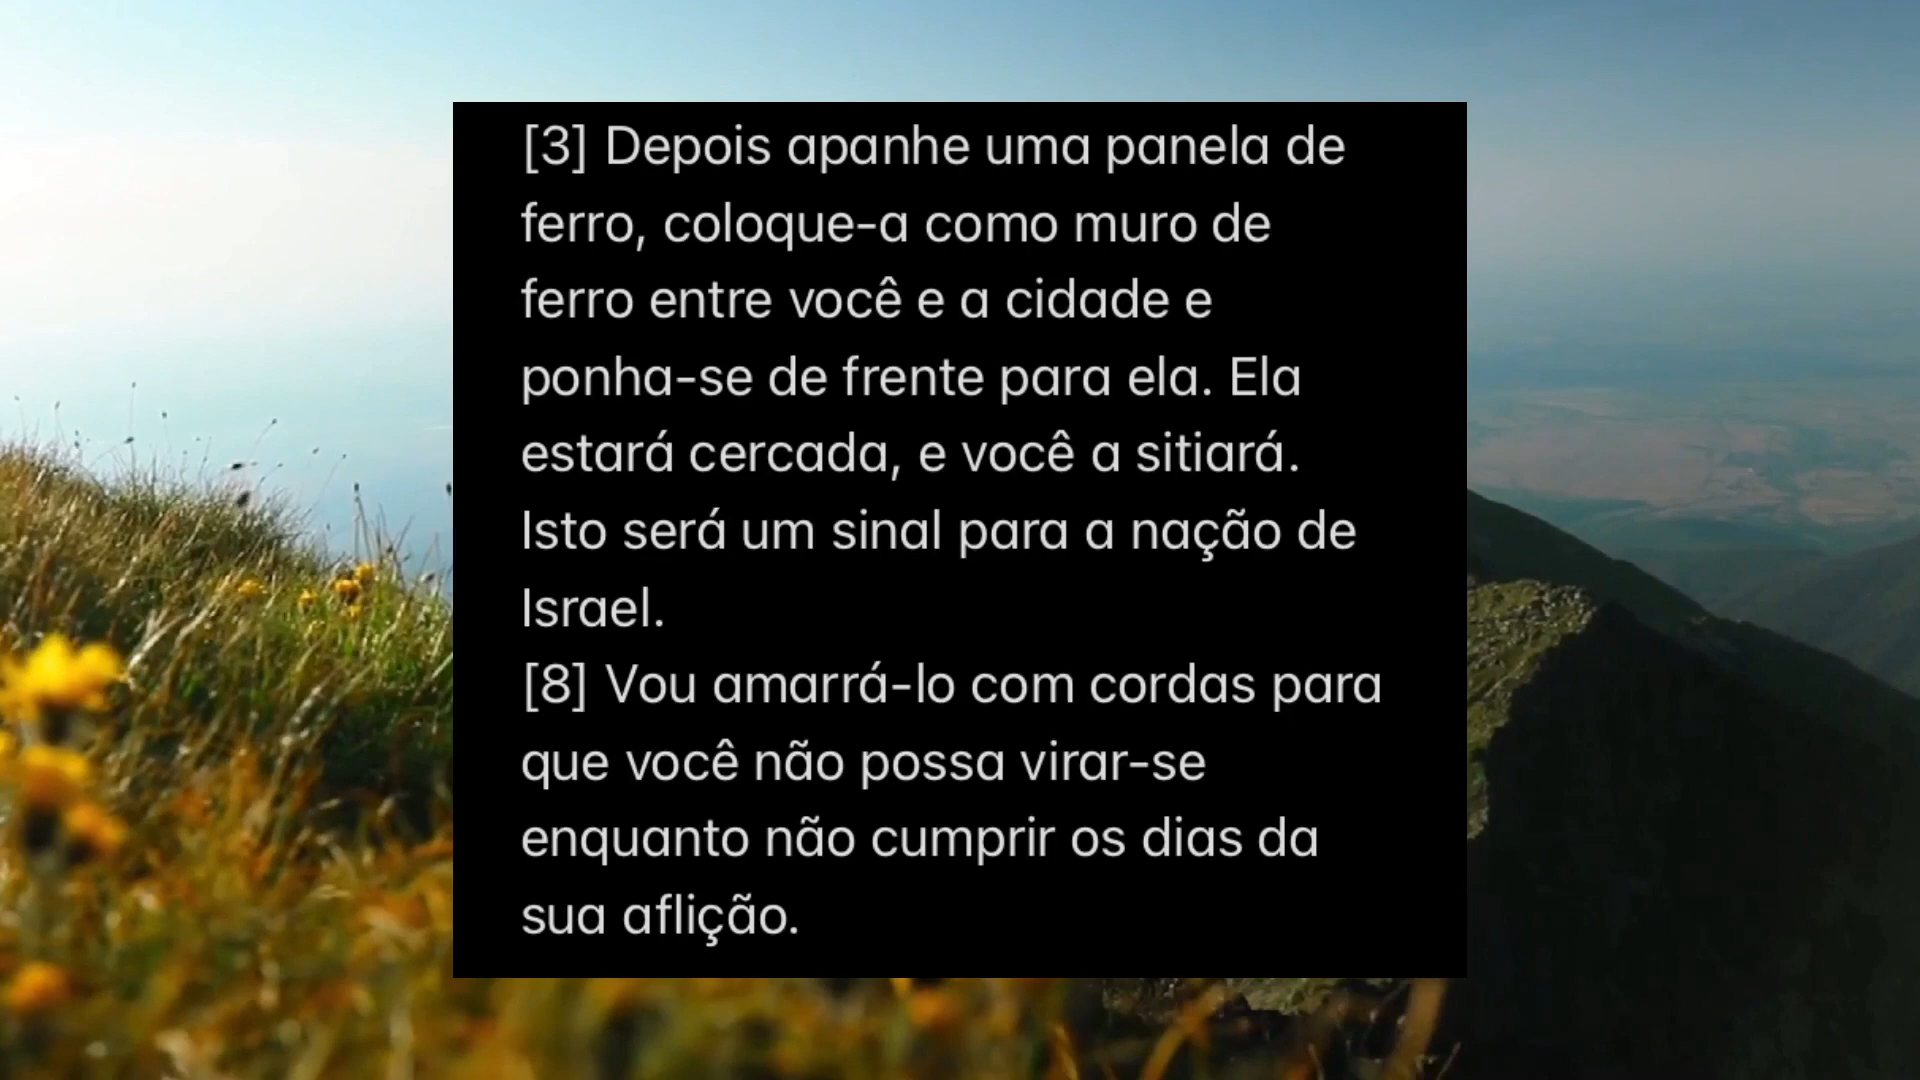 [3] Depois apanhe uma panela de
ferro, coloque-a como muro de
ferro entre você e a cidade e
ponha-se de frente para ela. Ela
estará cercada, e você a sitiará.
Isto será um sinal para a nação de
Israel.
[8] Vou amarrá-lo com cordas para
que você não possa virar-se
enquanto não cumprir os dias da
sua aflição.